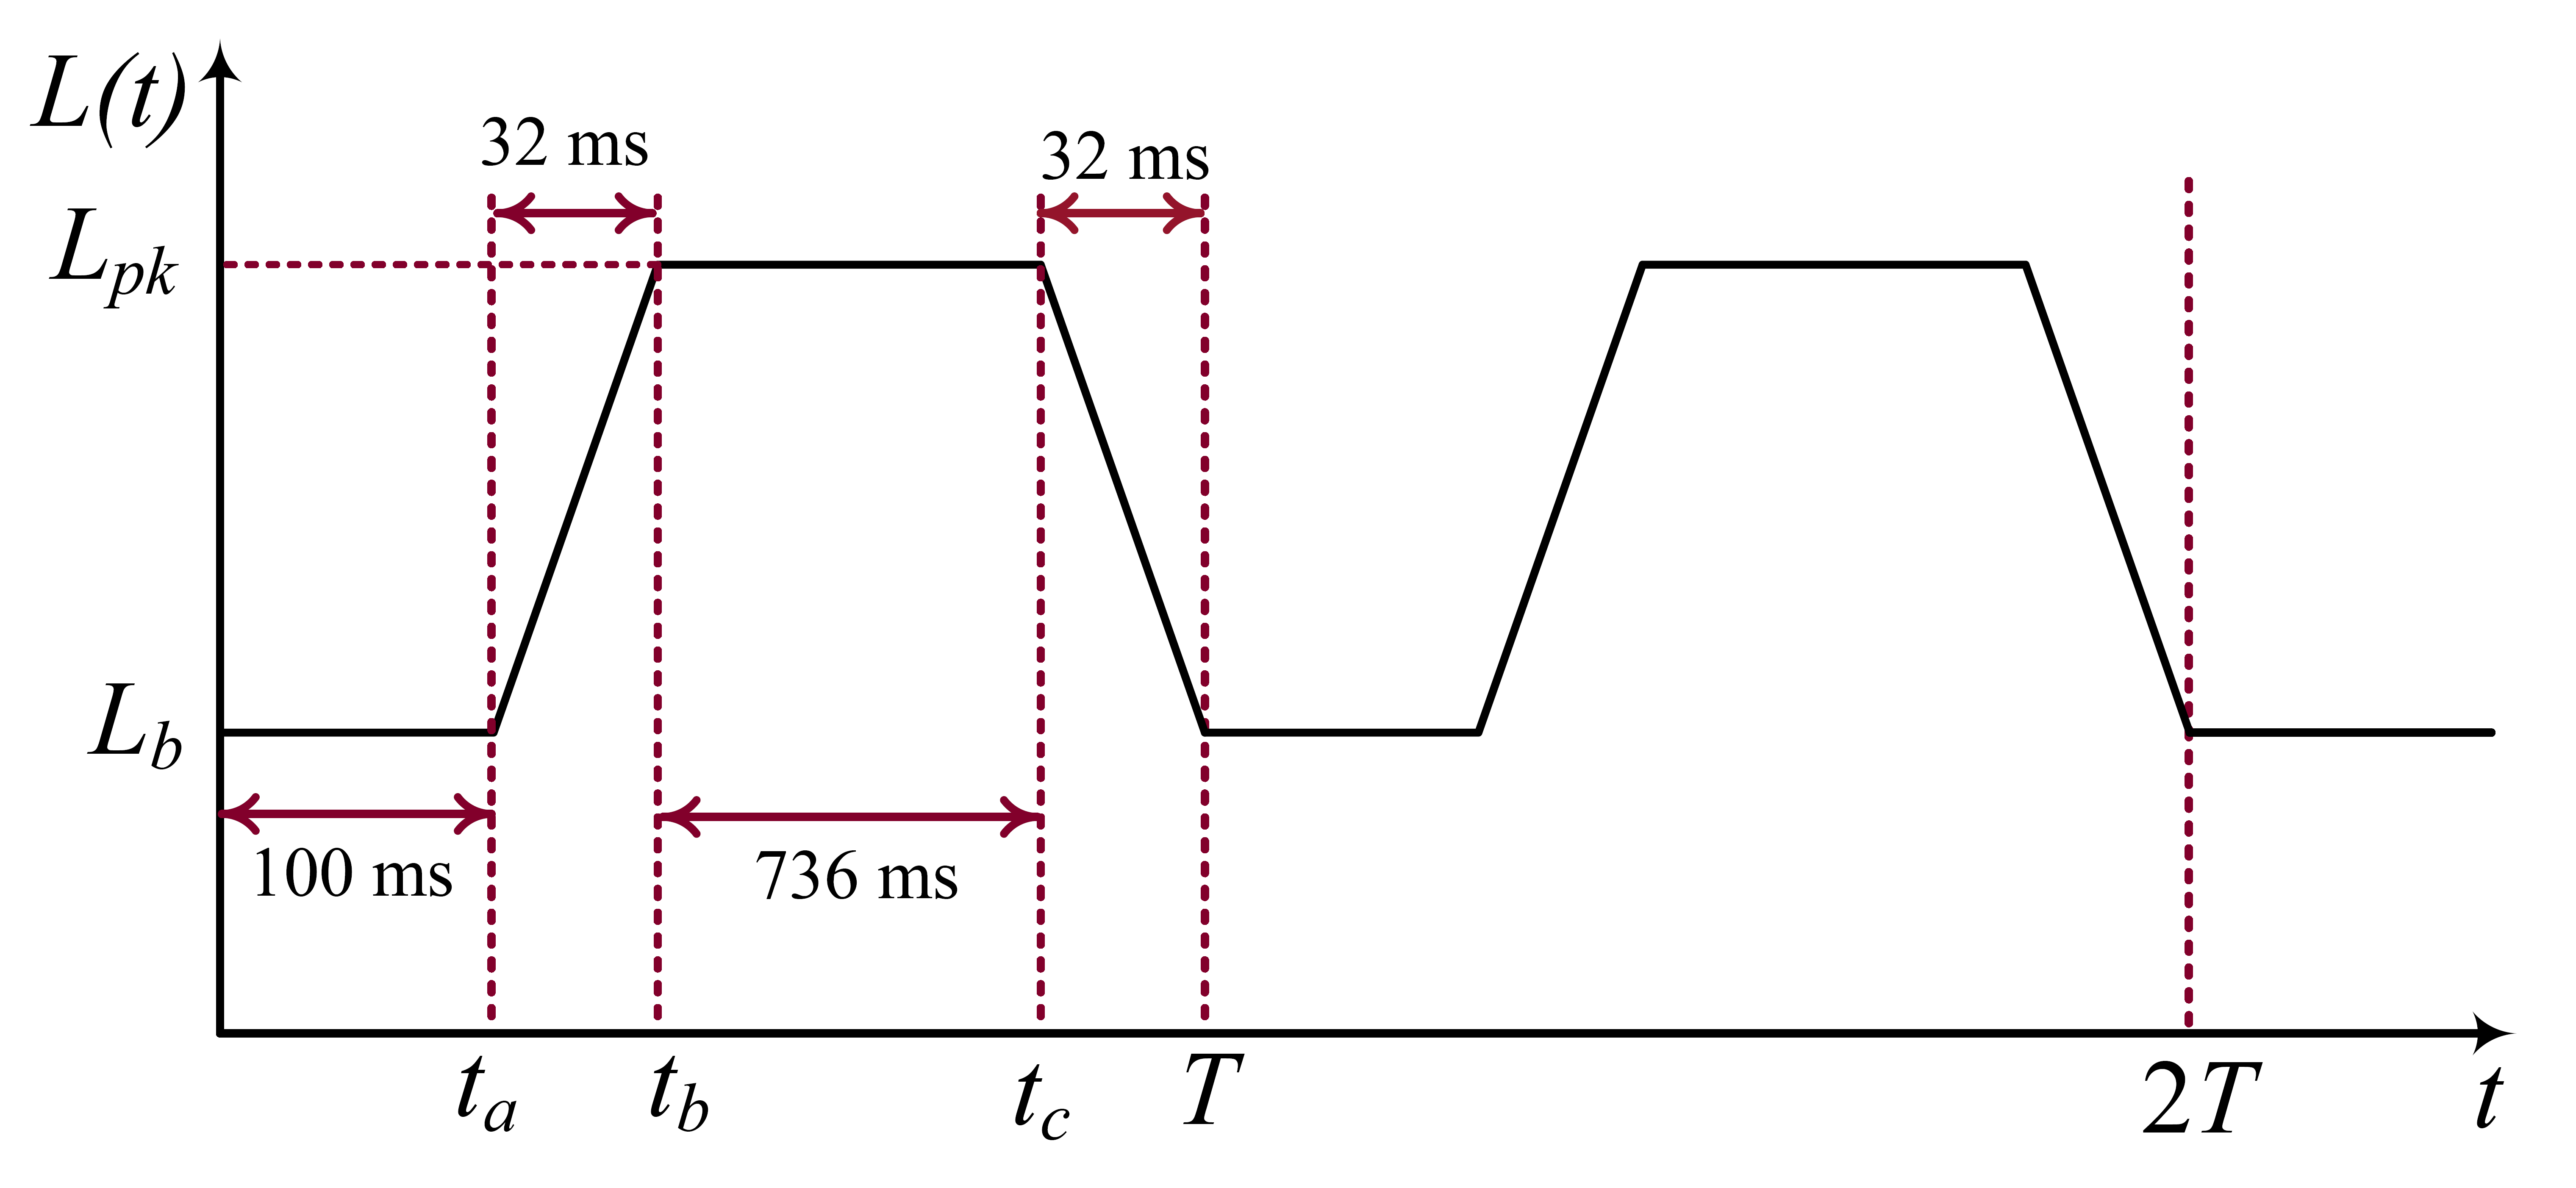 L(t)
32 ms
32 ms
L_pk
L_b
100 ms
736 ms
t_a
t_b
t_c
T
2T
t